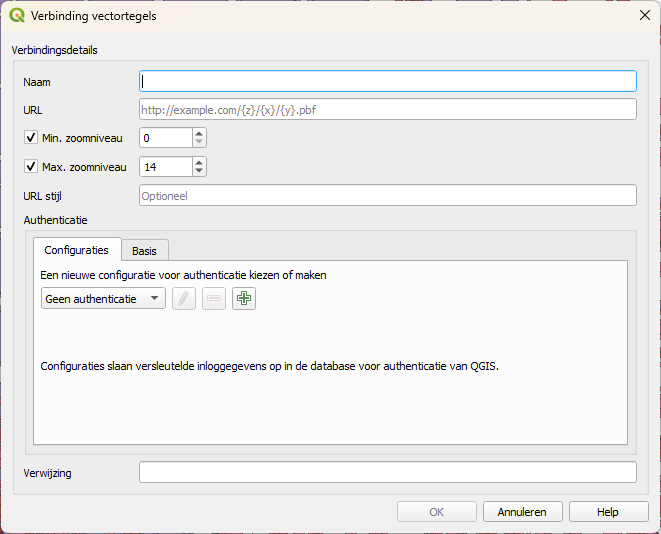 Verbinding vectortegels
Verbindingsdetails
Naam
URL http://example.com/{z}/{x}/{y}.pbf
Min. zoomniveau 0
Max. zoomniveau 14
URL stijl Optioneel
Authenticatie
Configuraties Basis
Een nieuwe configuratie voor authenticatie kiezen of maken
Geen authenticatie
Configuraties slaan versleutelde inloggegevens op in de database voor authenticatie van QGIS.
Verwijzing
OK Annuleren Help